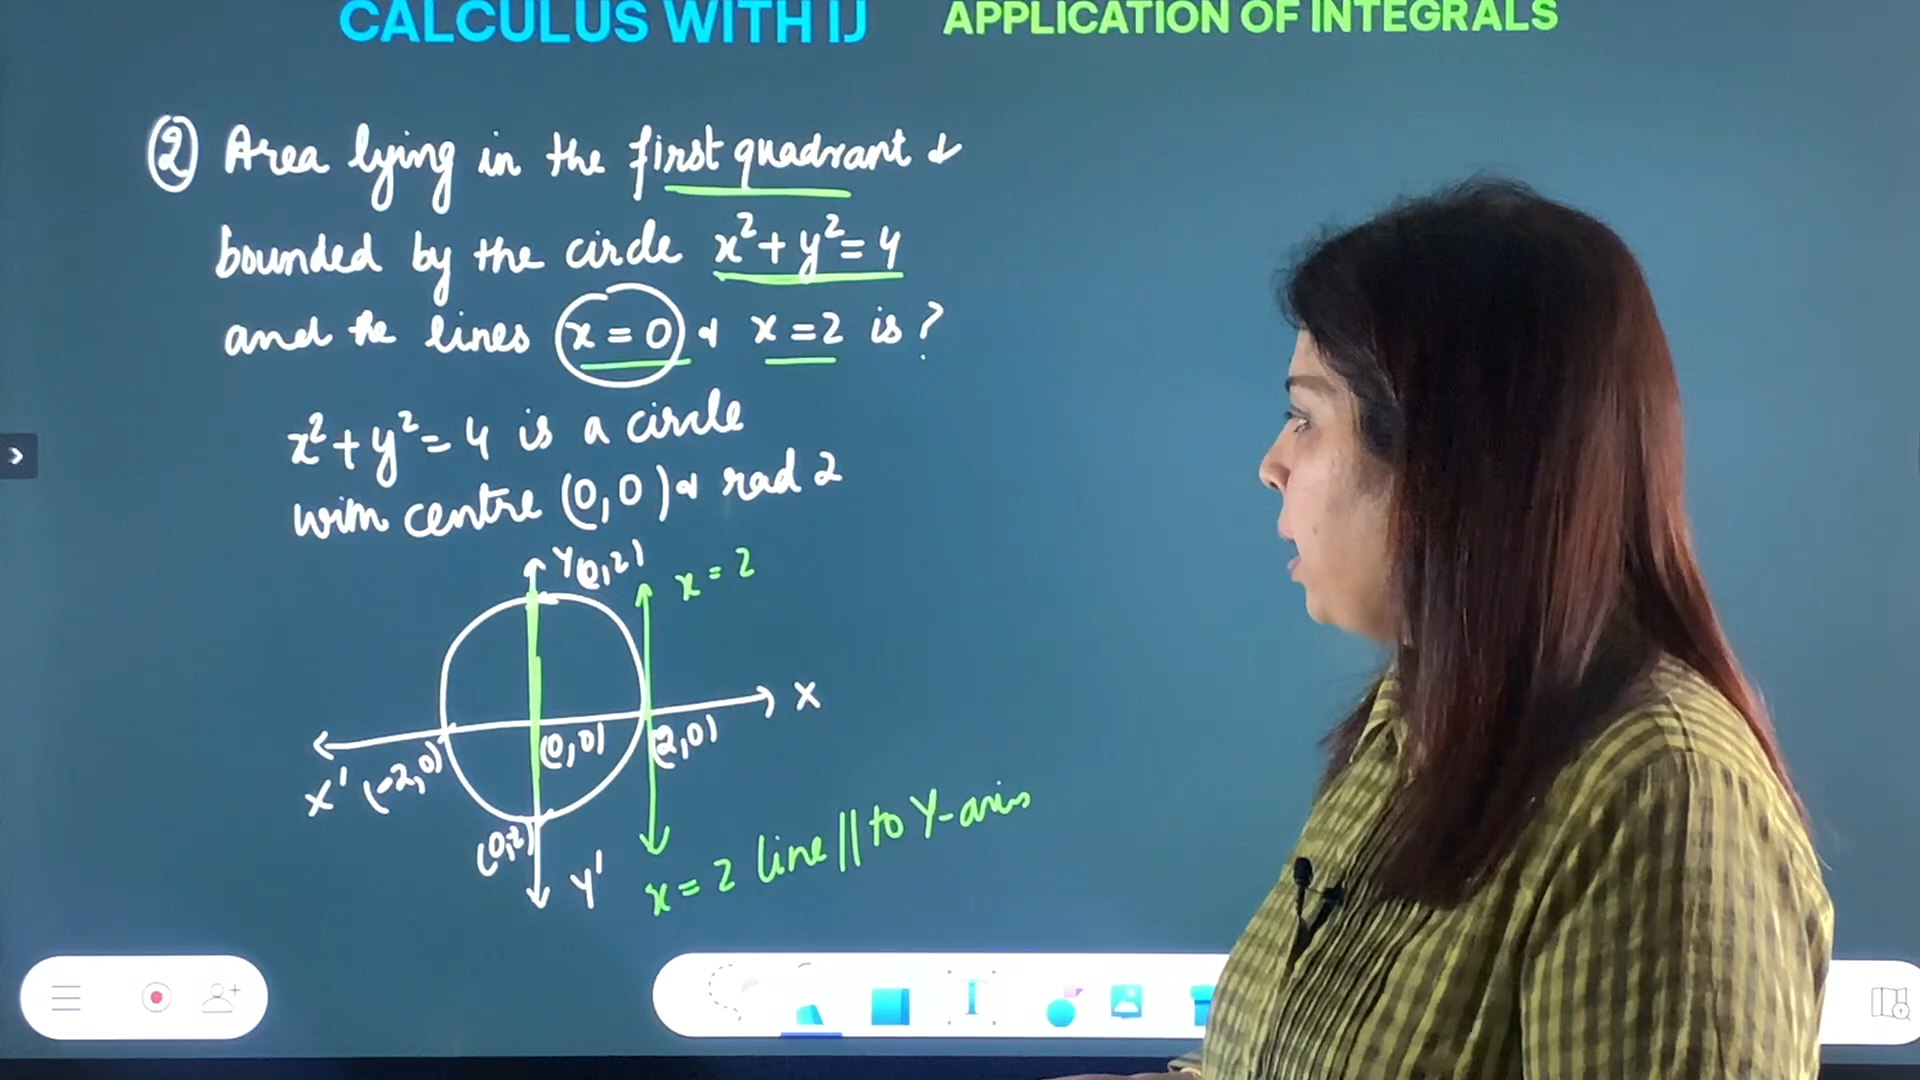 CALCULUS WITH IJ APPLICATION OF INTEGRALS
② Area lying in the first quadrant &
bounded by the circle x²+y²=4
and the lines x=0 & x=2 is?
x²+y²=4 is a circle
with centre (0,0) & rad 2
Y (0,2)
x=2
X
(0,0) (2,0)
X' (-2,0)
(0,-2)
Y'
x=2 line || to Y-axis
T